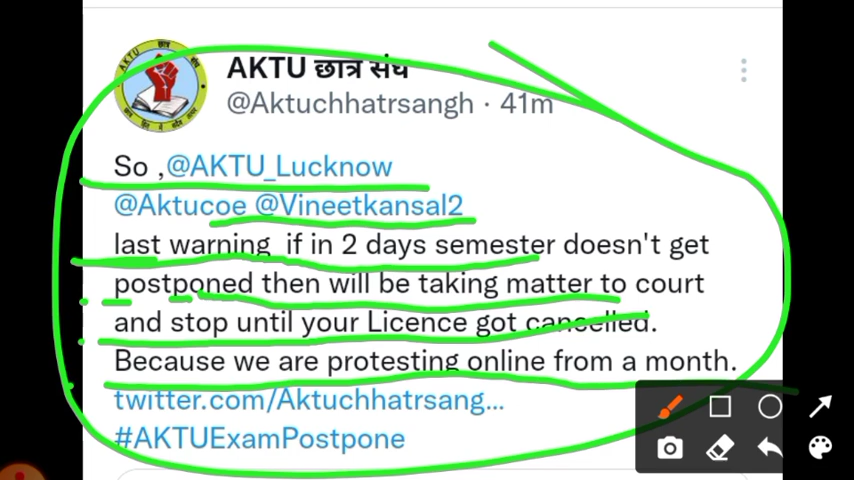 AKTU छात्र संघ
@Aktuchhatrsangh · 41m
So ,@AKTU_Lucknow
@Aktucoe @Vineetkansal2
last warning if in 2 days semester doesn't get
postponed then will be taking matter to court
and stop until your Licence got cancelled.
Because we are protesting online from a month.
twitter.com/Aktuchhatrsang...
#AKTUExamPostpone